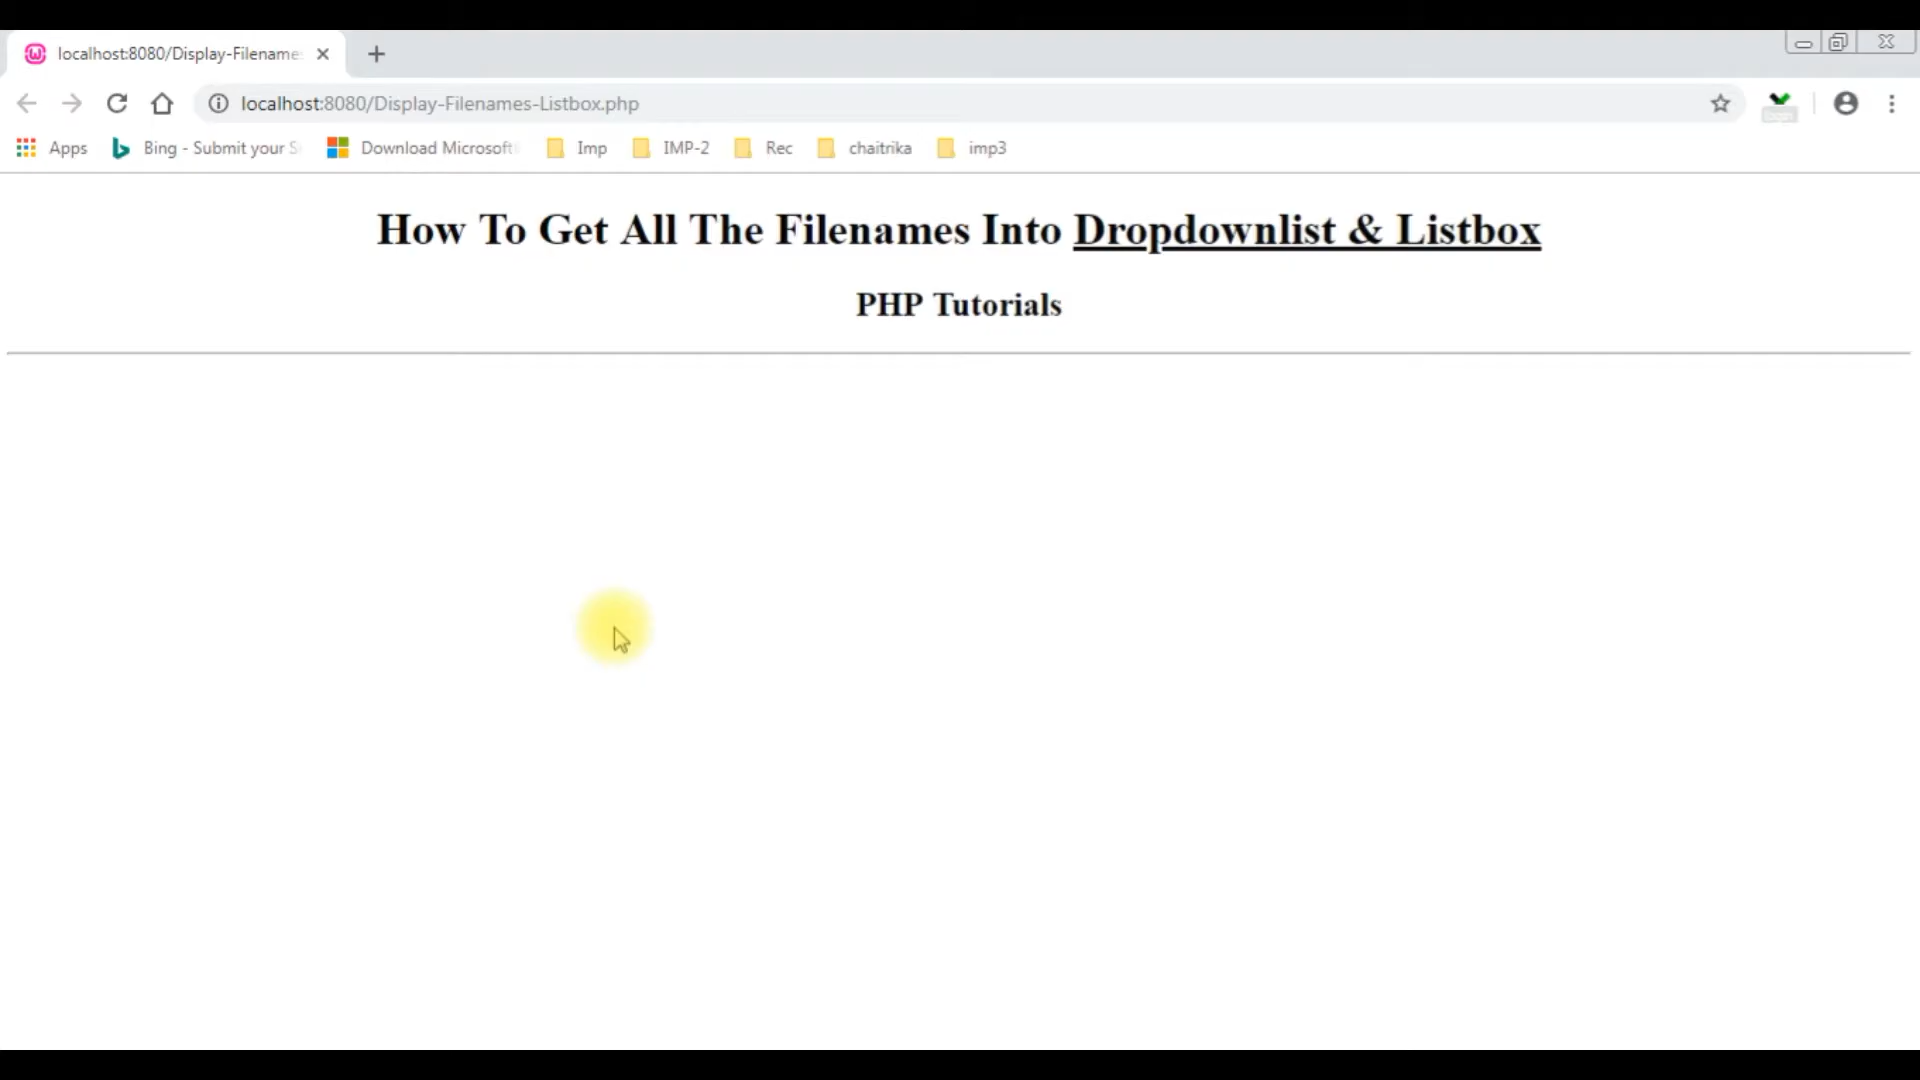 localhost:8080/Display-Filename
localhost:8080/Display-Filenames-Listbox.php
Apps
Bing - Submit your S
Download Microsoft
Imp
IMP-2
Rec
chaitrika
imp3
How To Get All The Filenames Into Dropdownlist & Listbox
PHP Tutorials